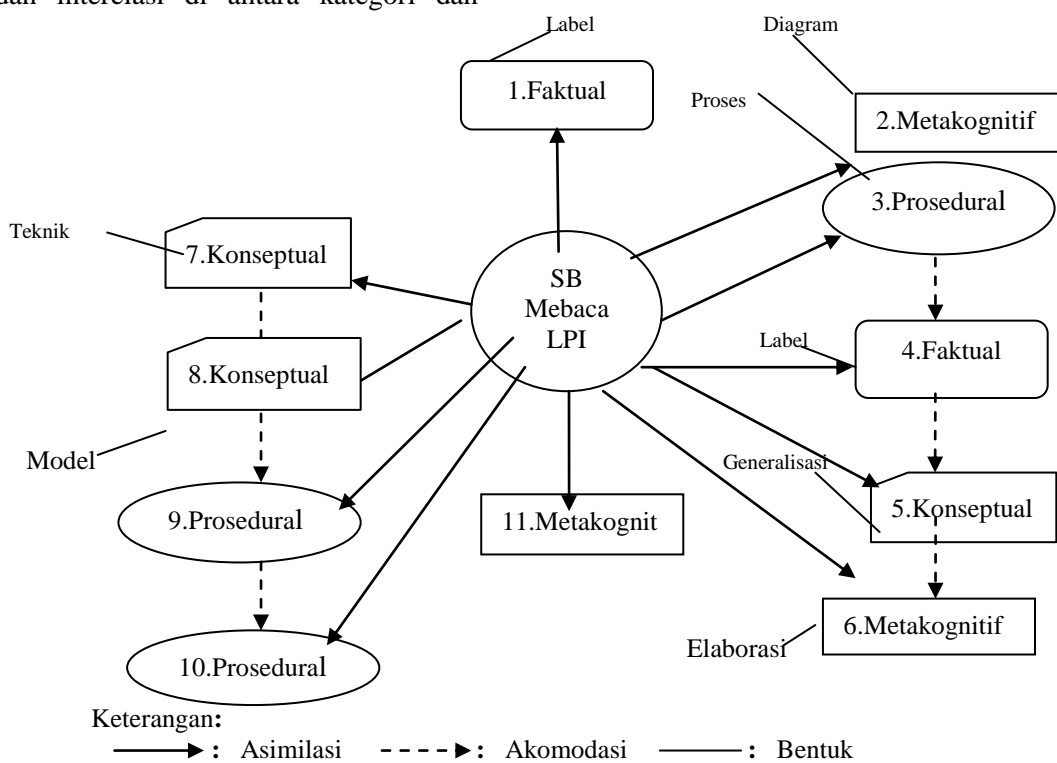 dan interelasi di antara kategori dan
Label
Diagram
1.Faktual
Proses
2.Metakognitif
3.Prosedural
Teknik
7.Konseptual
SB
Mebaca
LPI
Label
4.Faktual
8.Konseptual
Model
Generalisasi
9.Prosedural
11.Metakognit
5.Konseptual
6.Metakognitif
Elaborasi
10.Prosedural
Keterangan:
: Asimilasi : Akomodasi : Bentuk